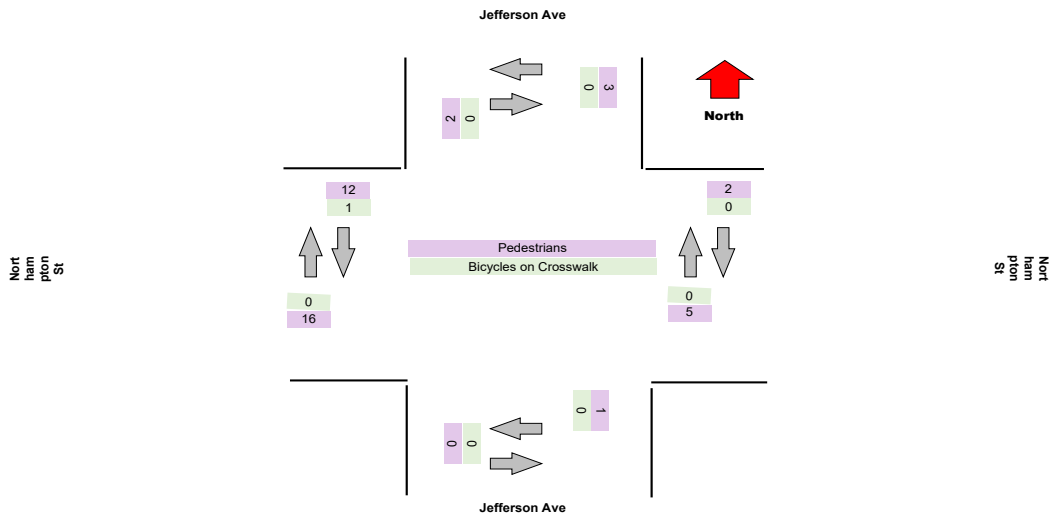 Jefferson Ave
0
3
2
0
North
12
1
2
0
Nort
ham
pton
St
Pedestrians
Bicycles on Crosswalk
Nort
ham
pton
St
0
16
0
5
0
1
0
0
Jefferson Ave